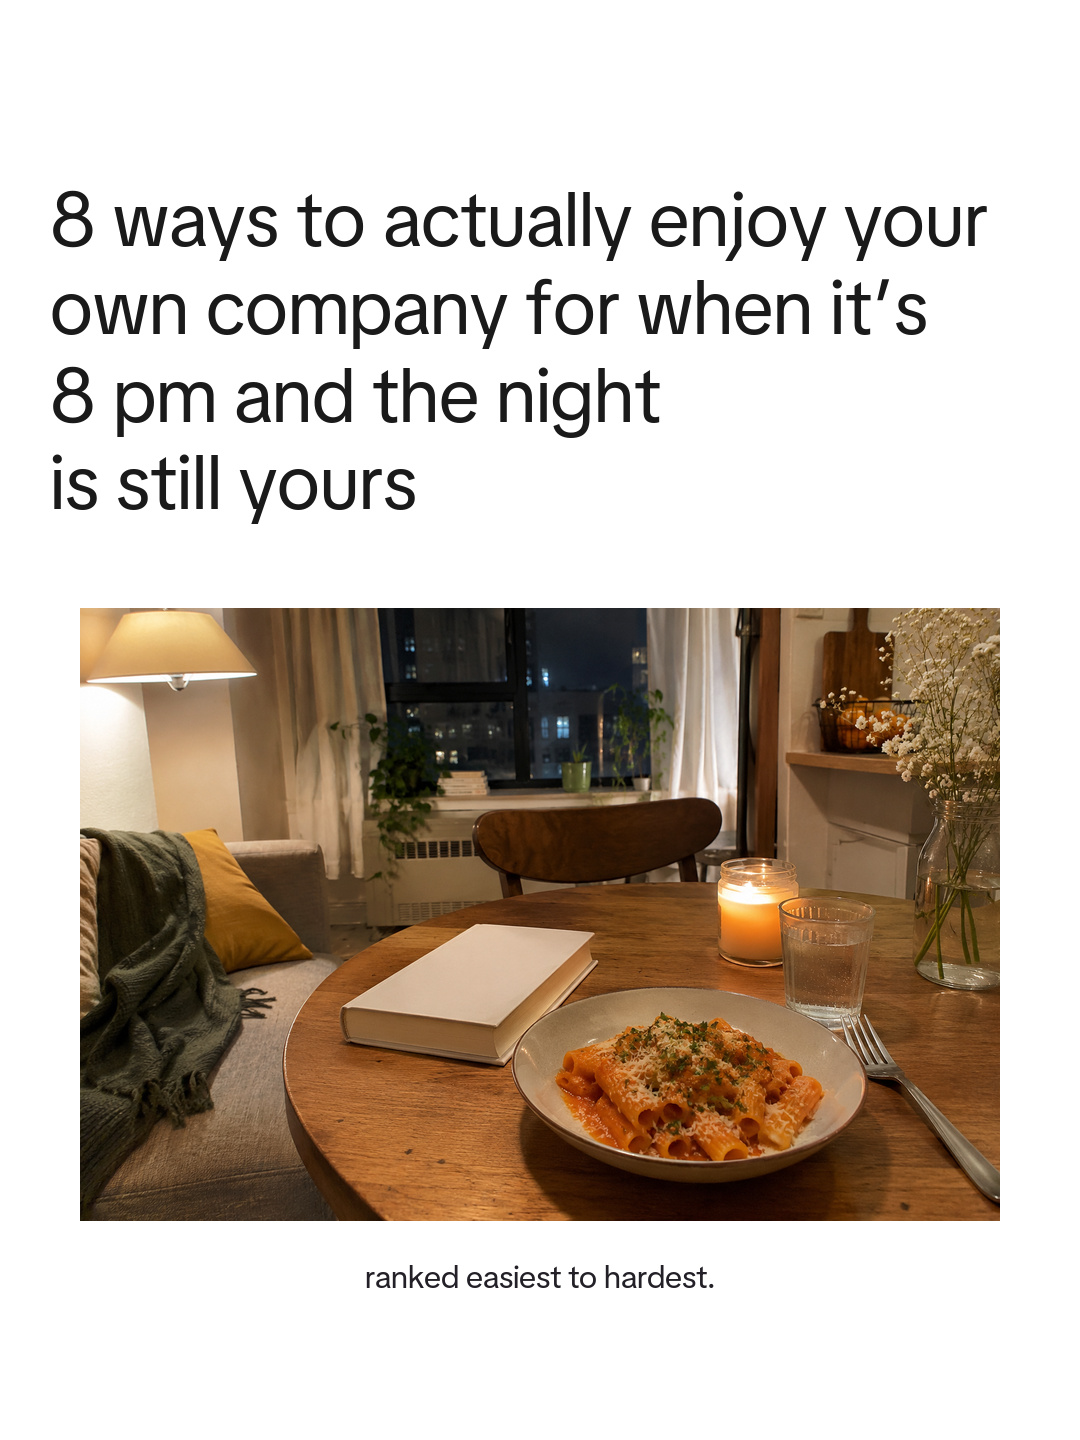 8 ways to actually enjoy your
own company for when it’s
8 pm and the night
is still yours
ranked easiest to hardest.